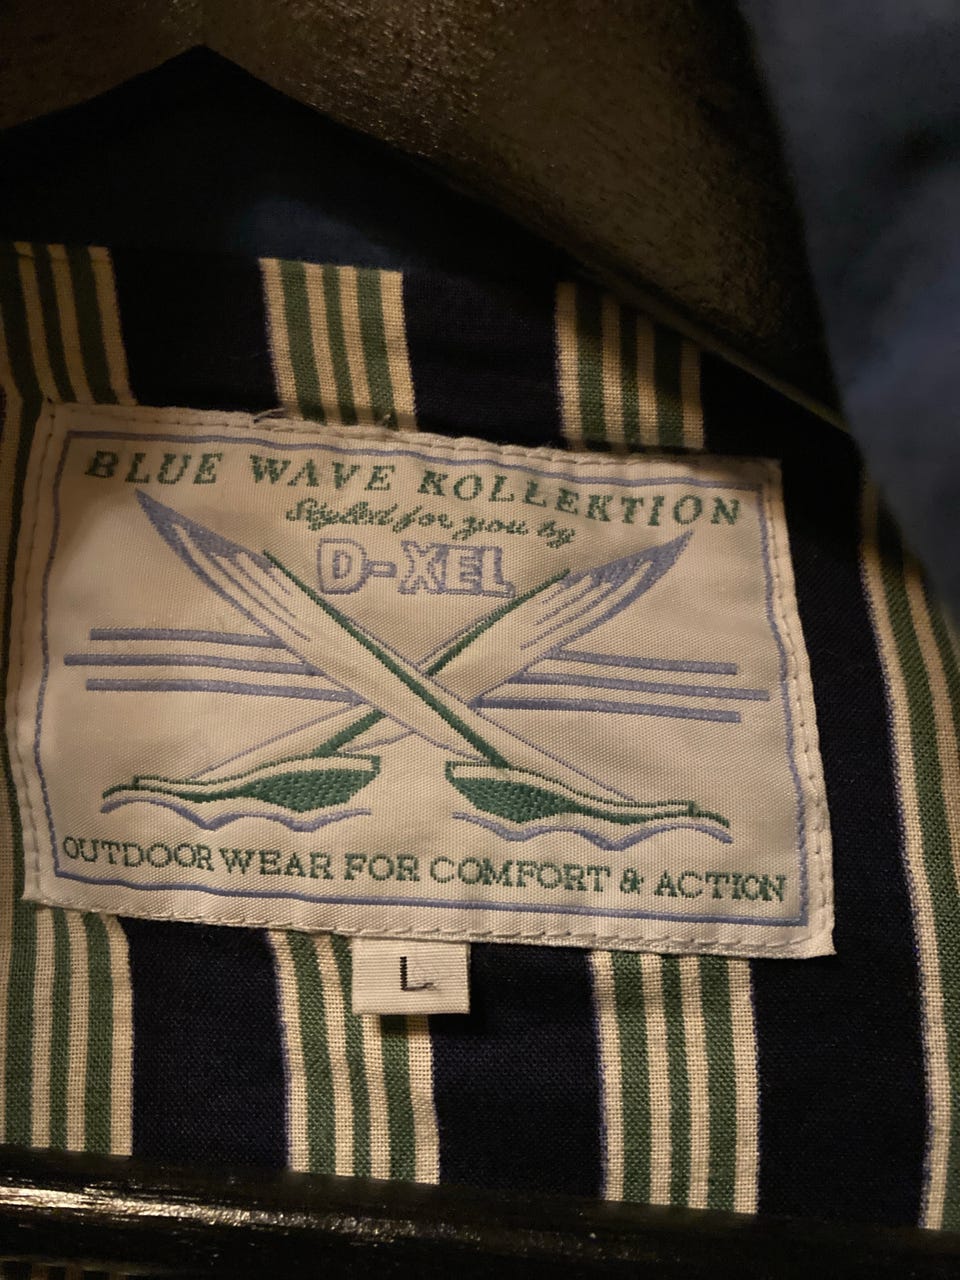 BLUE WAVE KOLLEKTION
Styled for you by
D-XEL
OUTDOOR WEAR FOR COMFORT & ACTION
L